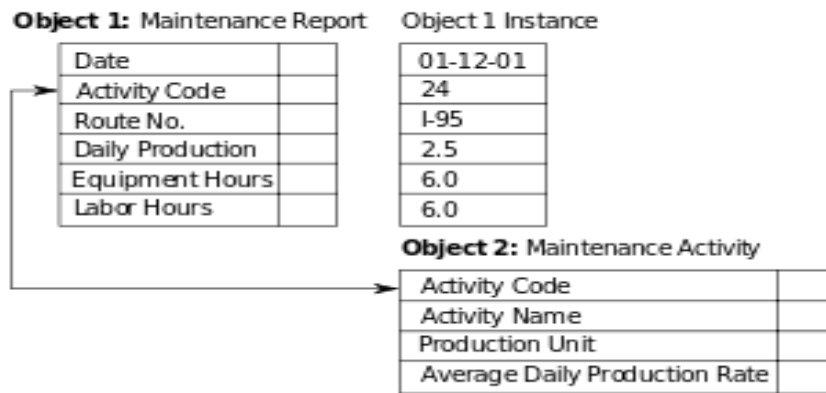 Object 1: Maintenance Report Object 1 Instance
Date 01-12-01
Activity Code 24
Route No. I-95
Daily Production 2.5
Equipment Hours 6.0
Labor Hours 6.0
Object 2: Maintenance Activity
Activity Code
Activity Name
Production Unit
Average Daily Production Rate